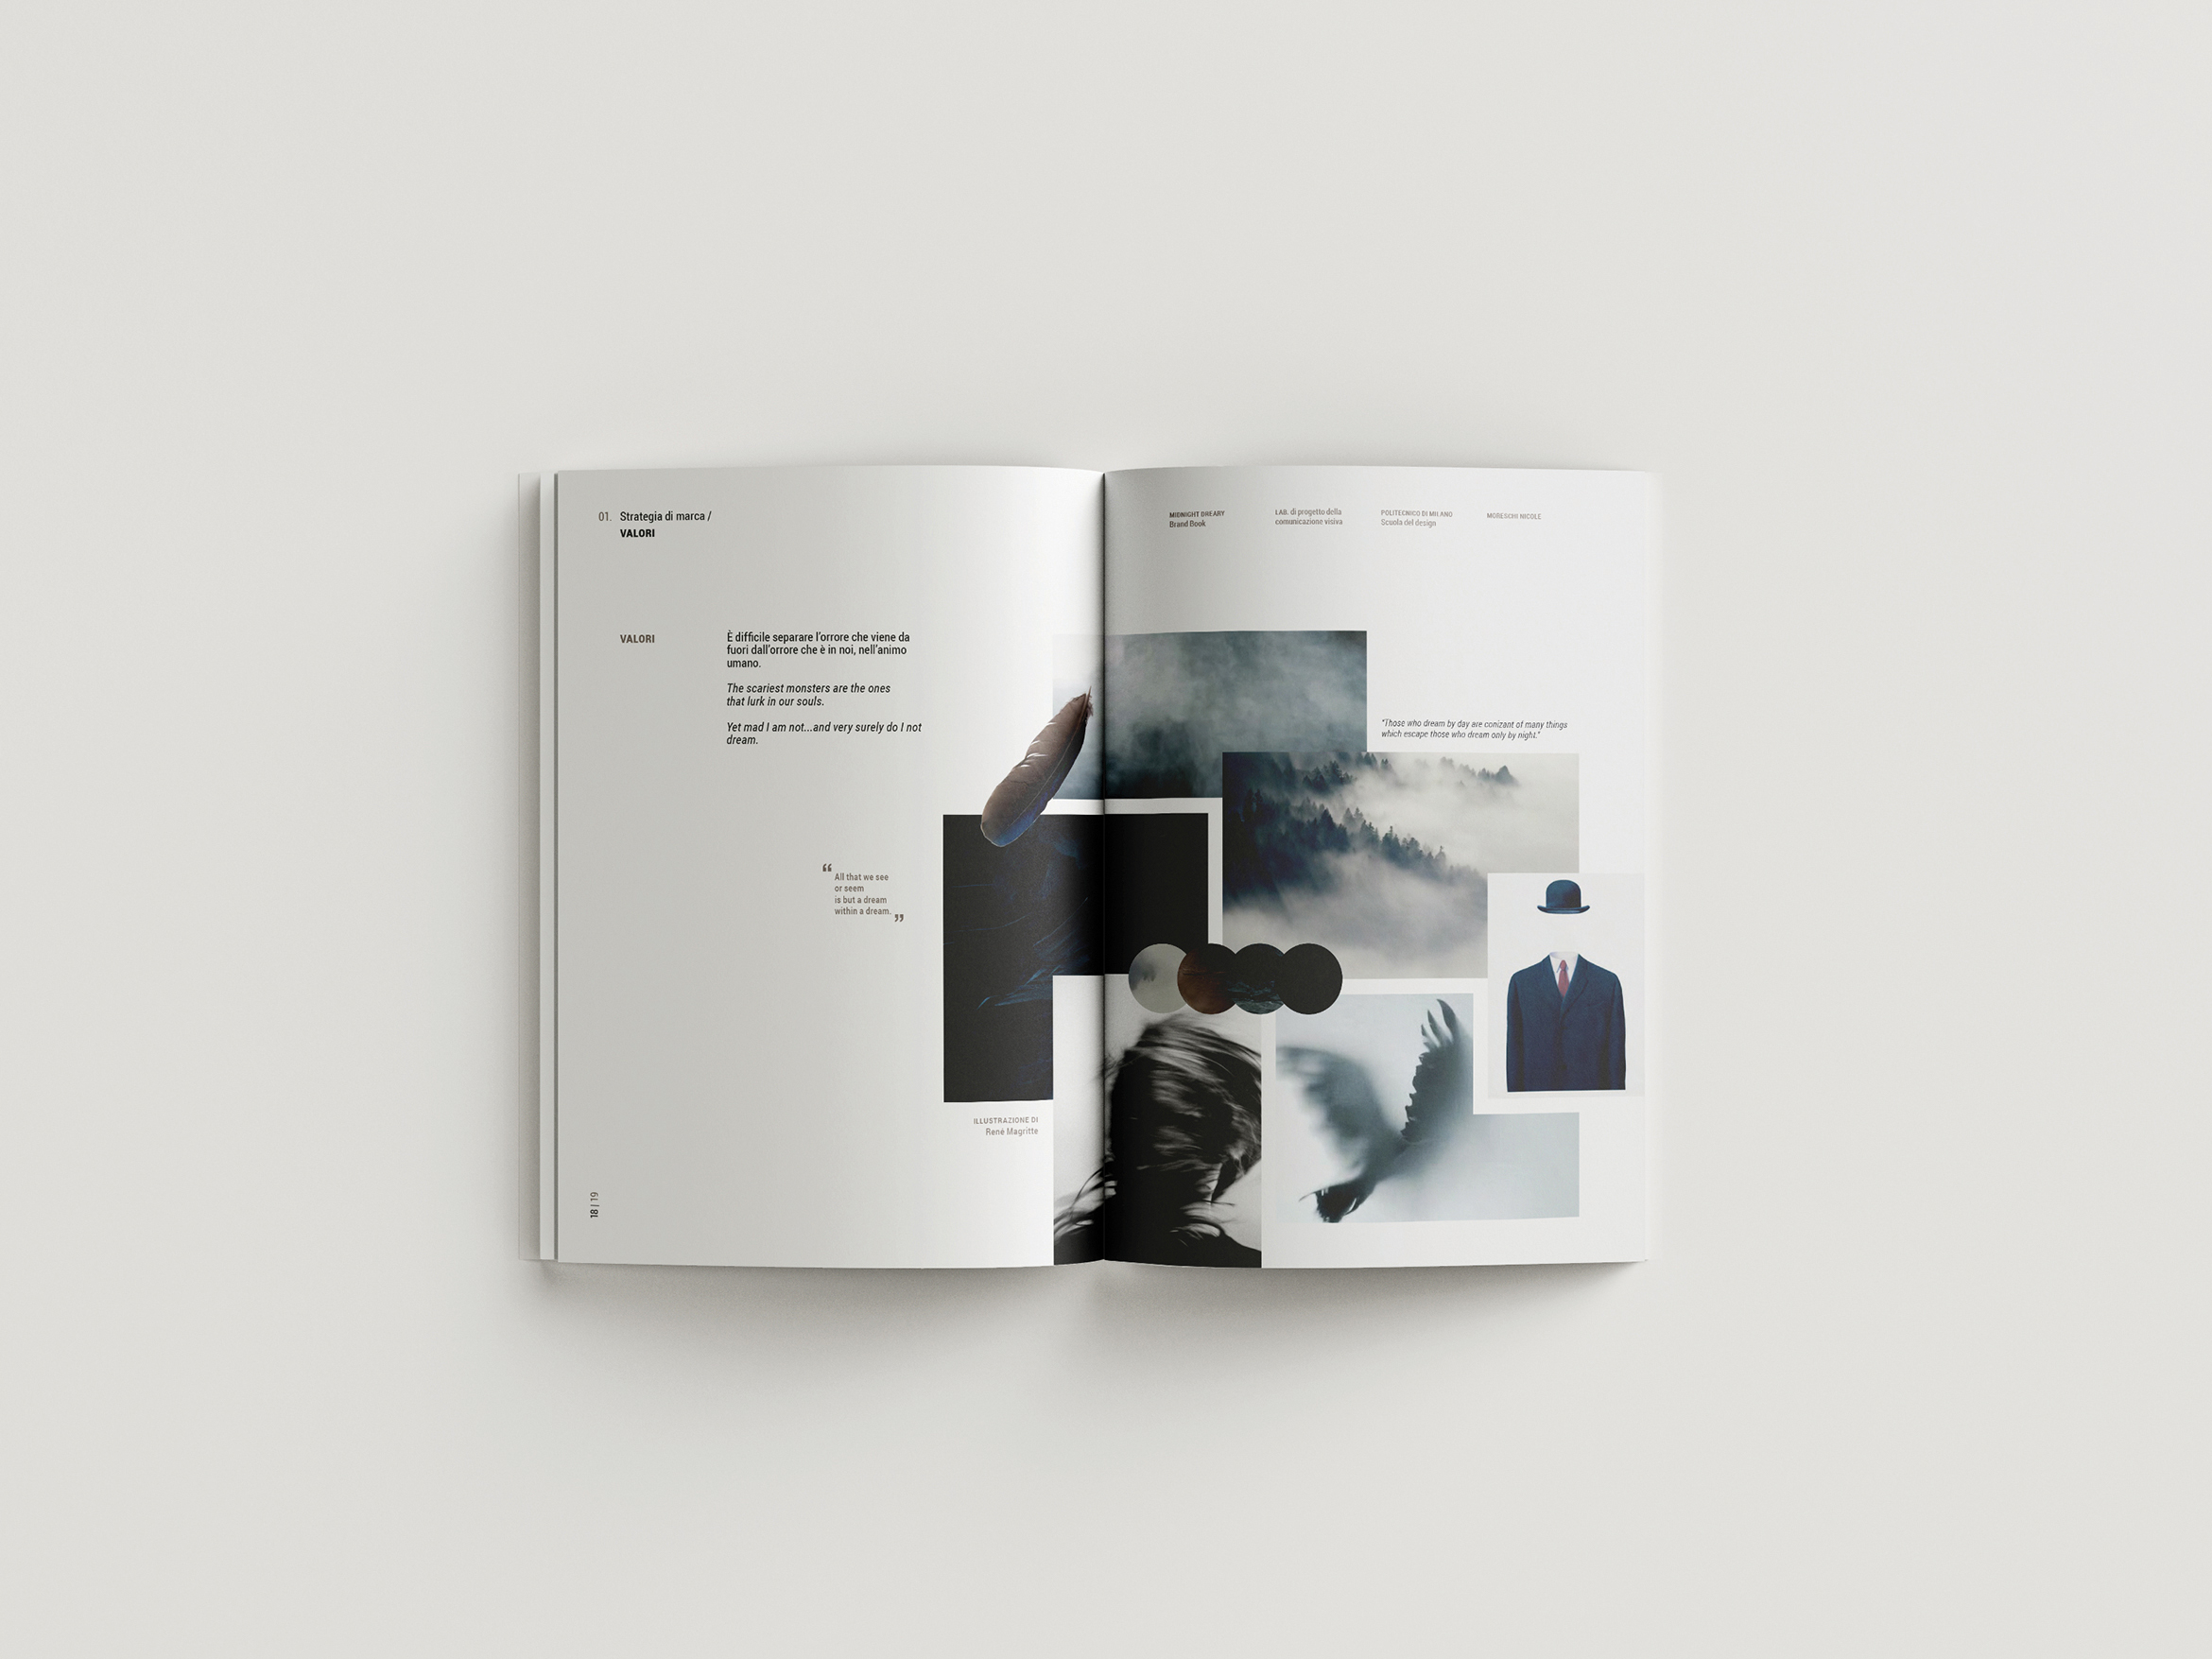 01. Strategia di marca /
VALORI
VALORI
È difficile separare l'orrore che viene da
fuori dall'orrore che è in noi, nell'animo
umano.
The scariest monsters are the ones
that lurk in our souls.
Yet mad I am not...and very surely do I not
dream.
“ All that we see
or seem
is but a dream
within a dream. ”
ILLUSTRAZIONE DI
René Magritte
18 | 19
MIDNIGHT DREARY
Brand Book
LAB. di progetto della
comunicazione visiva
POLITECNICO DI MILANO
Scuola del design
MORESCHI NICOLE
"Those who dream by day are conizant of many things
which escape those who dream only by night."